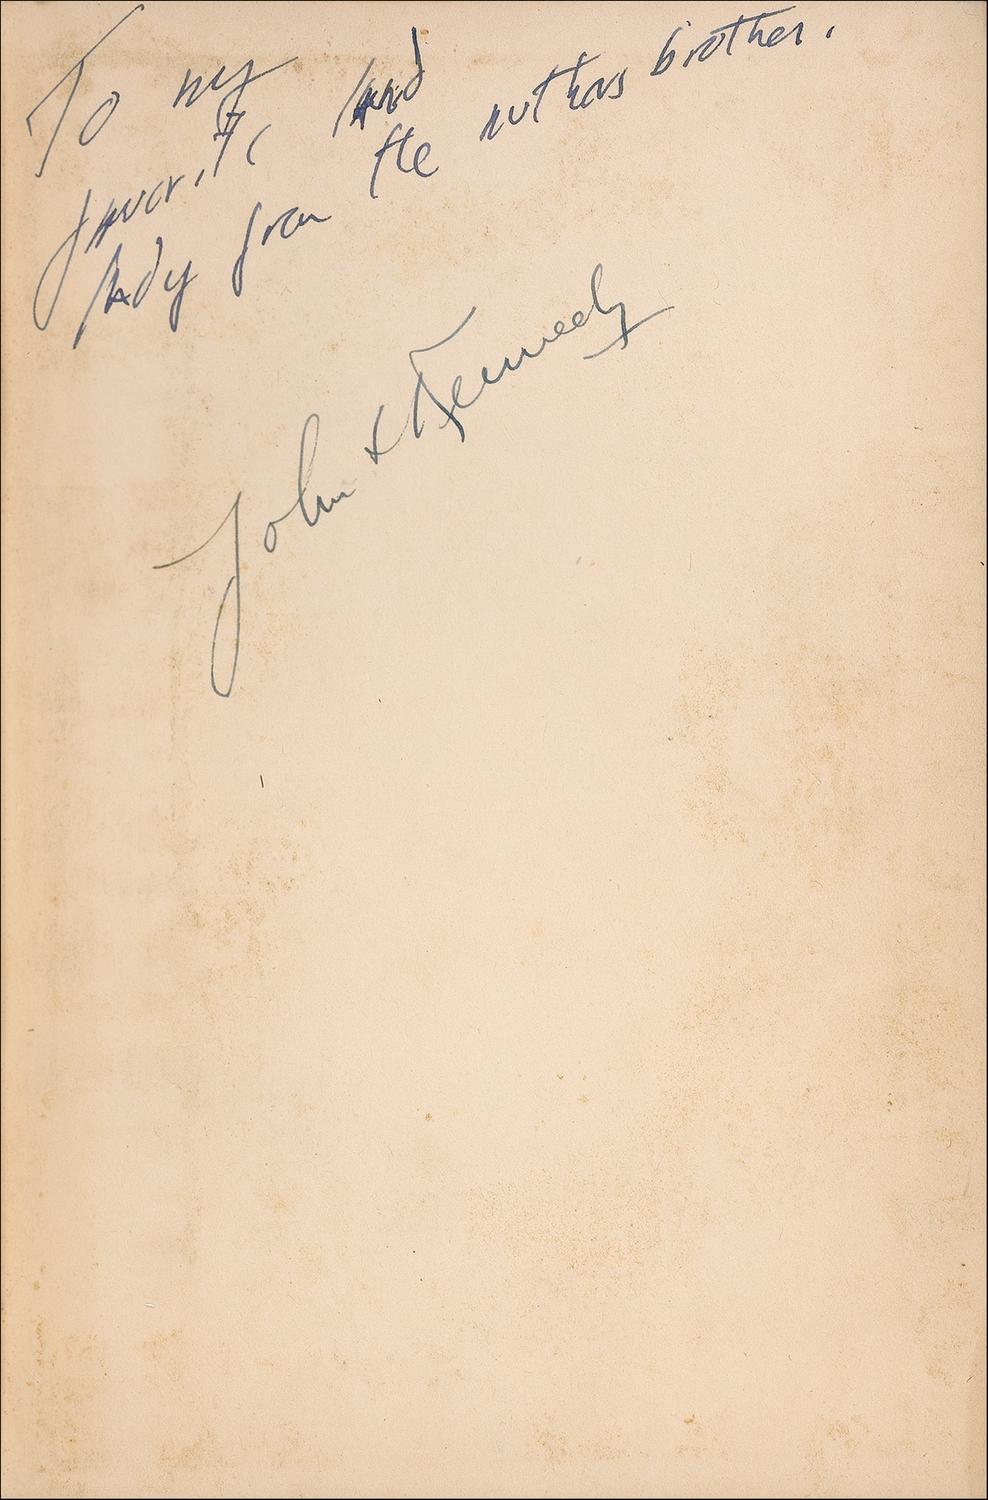 To my
favorite land
lady from the authors brother.
John Kennedy